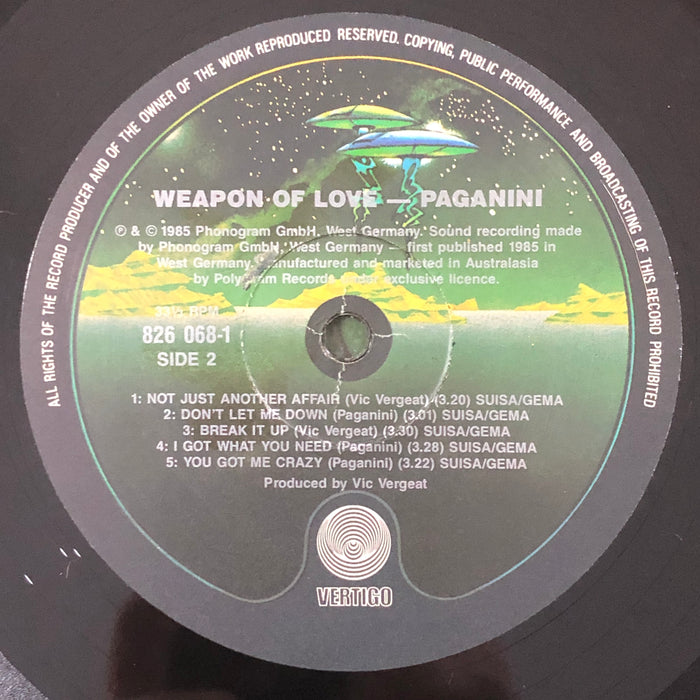 ALL RIGHTS OF THE RECORD PRODUCER AND OF THE OWNER OF THE WORK REPRODUCED RESERVED. COPYING, PUBLIC PERFORMANCE AND BROADCASTING OF THIS RECORD PROHIBITED
WEAPON OF LOVE — PAGANINI
℗ & © 1985 Phonogram GmbH, West Germany. Sound recording made
by Phonogram GmbH, West Germany – first published 1985 in
West Germany. Manufactured and marketed in Australasia
by PolyGram Records under exclusive licence.
33⅓ RPM
826 068-1
SIDE 2
1: NOT JUST ANOTHER AFFAIR (Vic Vergeat) (3.20) SUISA/GEMA
2: DON'T LET ME DOWN (Paganini) (3.01) SUISA/GEMA
3: BREAK IT UP (Vic Vergeat) (3.30) SUISA/GEMA
4: I GOT WHAT YOU NEED (Paganini) (3.28) SUISA/GEMA
5: YOU GOT ME CRAZY (Paganini) (3.22) SUISA/GEMA
Produced by Vic Vergeat
VERTIGO